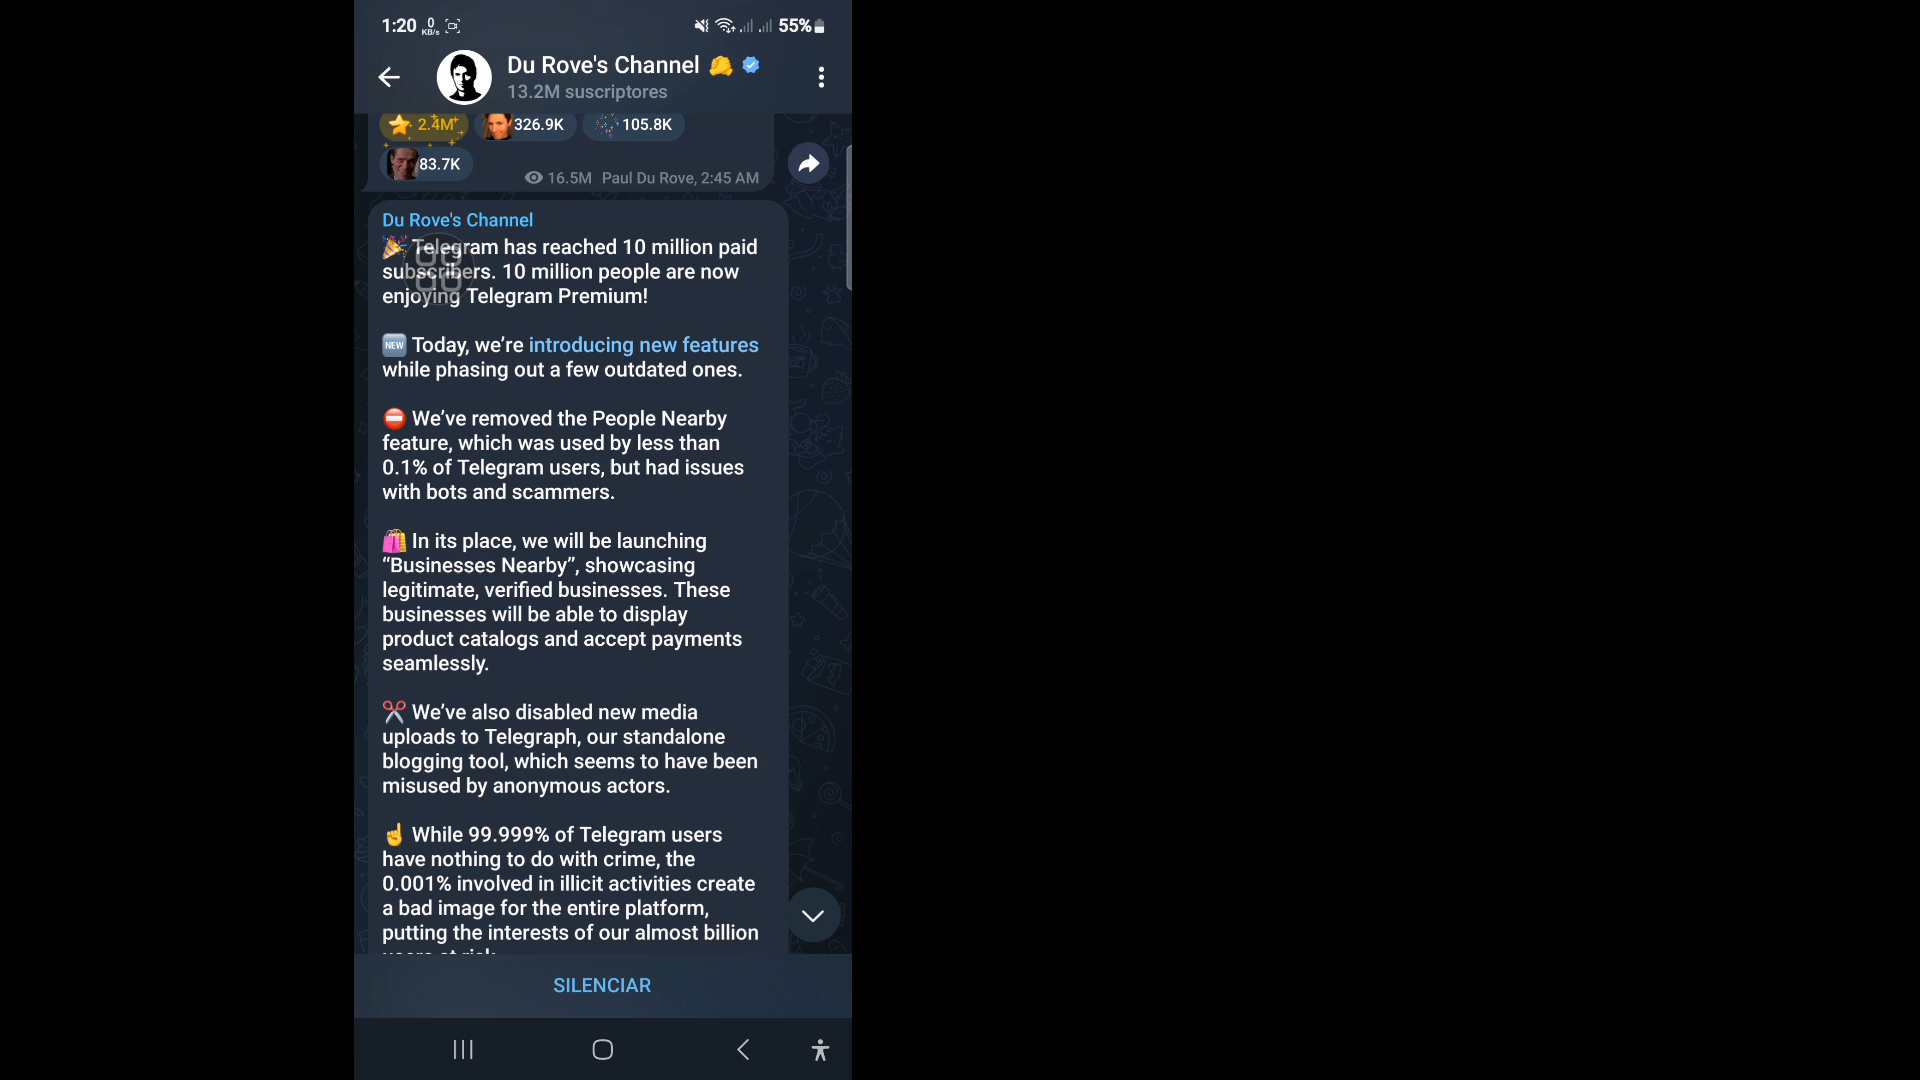 1:20 0 KB/s 55%
Du Rove's Channel
13.2M suscriptores
2.4M 326.9K 105.8K
83.7K
16.5M Paul Du Rove, 2:45 AM
Du Rove's Channel
🎉 Telegram has reached 10 million paid
subscribers. 10 million people are now
enjoying Telegram Premium!
🆕 Today, we’re introducing new features
while phasing out a few outdated ones.
⛔ We’ve removed the People Nearby
feature, which was used by less than
0.1% of Telegram users, but had issues
with bots and scammers.
🛍 In its place, we will be launching
“Businesses Nearby”, showcasing
legitimate, verified businesses. These
businesses will be able to display
product catalogs and accept payments
seamlessly.
✂️ We’ve also disabled new media
uploads to Telegraph, our standalone
blogging tool, which seems to have been
misused by anonymous actors.
☝️ While 99.999% of Telegram users
have nothing to do with crime, the
0.001% involved in illicit activities create
a bad image for the entire platform,
putting the interests of our almost billion
SILENCIAR